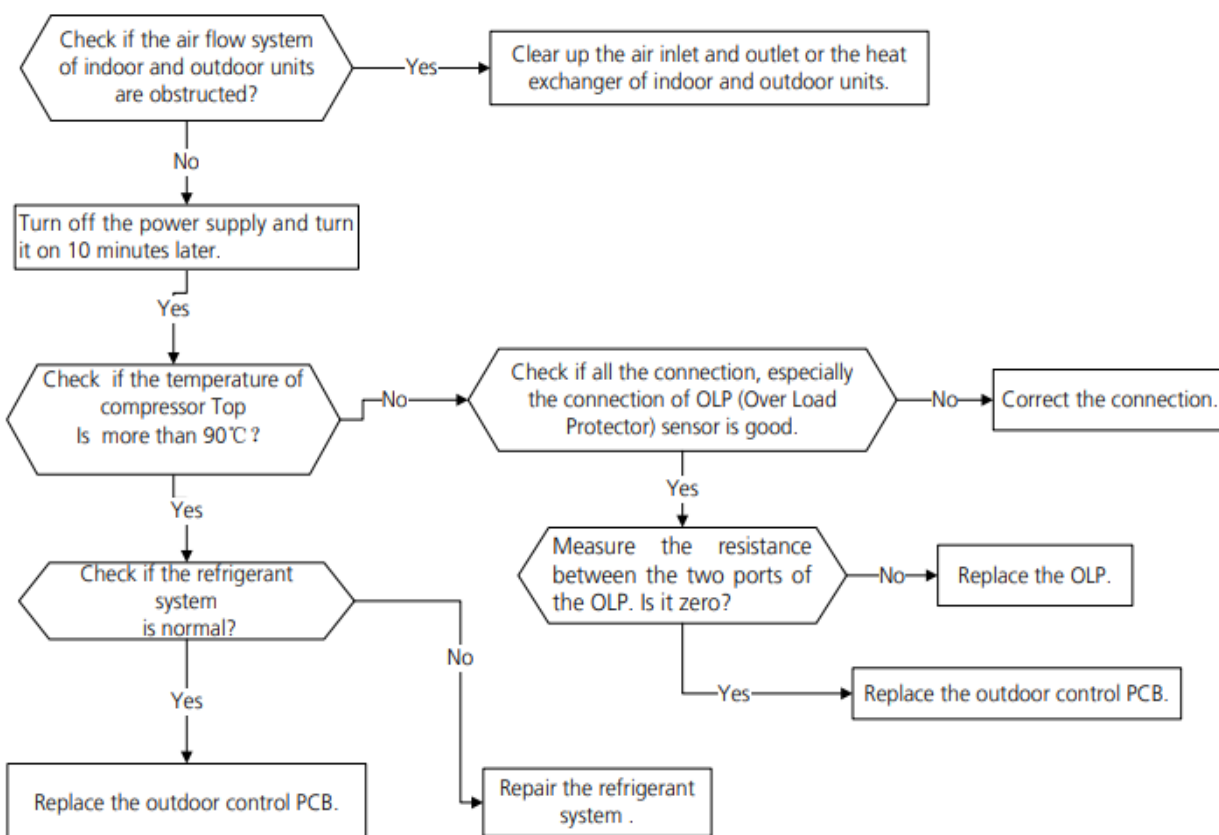 Check if the air flow system
of indoor and outdoor units
are obstructed?
Yes
Clear up the air inlet and outlet or the heat
exchanger of indoor and outdoor units.
No
Turn off the power supply and turn
it on 10 minutes later.
Yes
Check if the temperature of
compressor Top
Is more than 90℃?
No
Check if all the connection, especially
the connection of OLP (Over Load
Protector) sensor is good.
No
Correct the connection.
Yes
Yes
Measure the resistance
between the two ports of
the OLP. Is it zero?
No
Replace the OLP.
Check if the refrigerant
system
is normal?
No
Yes
Yes
Replace the outdoor control PCB.
Replace the outdoor control PCB.
Repair the refrigerant
system .